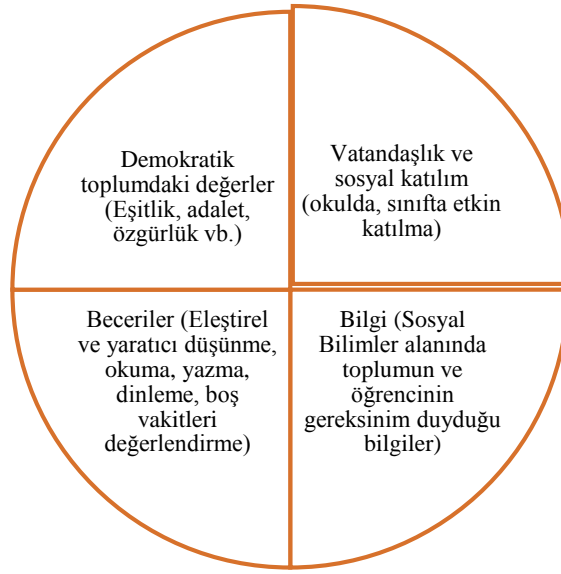 Demokratik
toplumdaki değerler
(Eşitlik, adalet,
özgürlük vb.)
Vatandaşlık ve
sosyal katılım
(okulda, sınıfta etkin
katılma)
Beceriler (Eleştirel
ve yaratıcı düşünme,
okuma, yazma,
dinleme, boş
vakitleri
değerlendirme)
Bilgi (Sosyal
Bilimler alanında
toplumun ve
öğrencinin
gereksinim duyduğu
bilgiler)